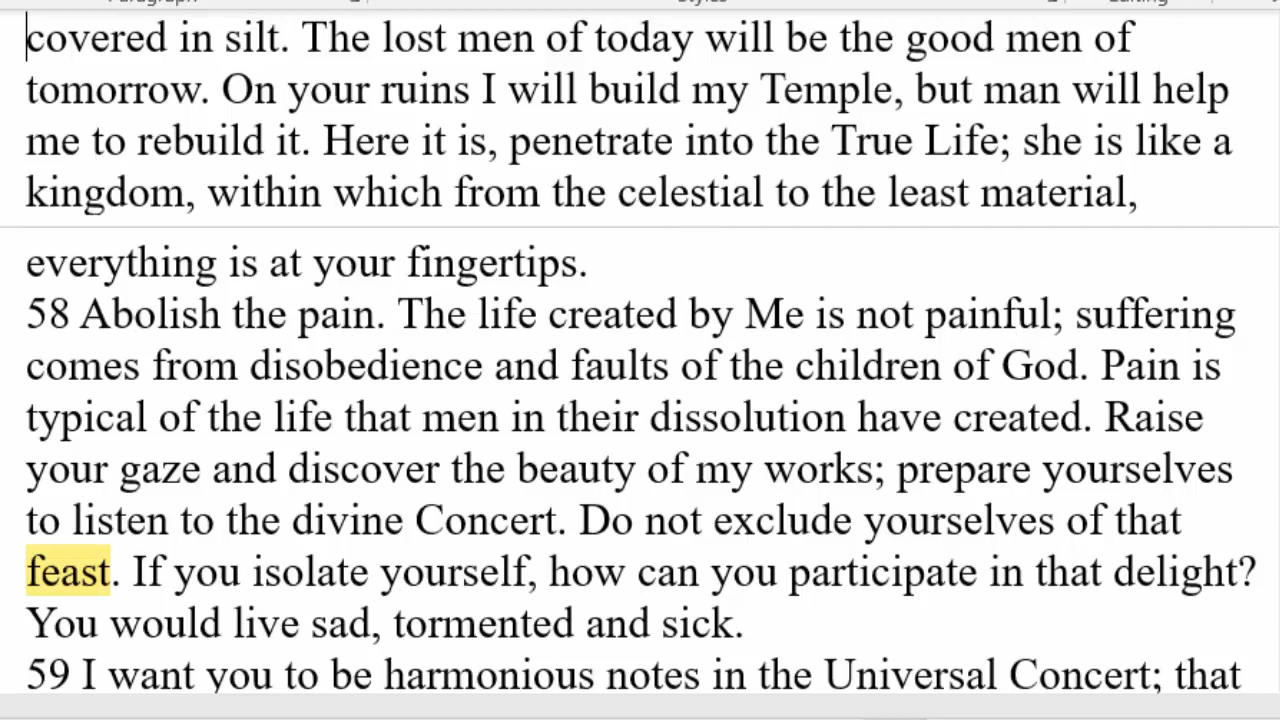 Paragraph Styles Editing
covered in silt. The lost men of today will be the good men of
tomorrow. On your ruins I will build my Temple, but man will help
me to rebuild it. Here it is, penetrate into the True Life; she is like a
kingdom, within which from the celestial to the least material,
everything is at your fingertips.
58 Abolish the pain. The life created by Me is not painful; suffering
comes from disobedience and faults of the children of God. Pain is
typical of the life that men in their dissolution have created. Raise
your gaze and discover the beauty of my works; prepare yourselves
to listen to the divine Concert. Do not exclude yourselves of that
feast. If you isolate yourself, how can you participate in that delight?
You would live sad, tormented and sick.
59 I want you to be harmonious notes in the Universal Concert; that